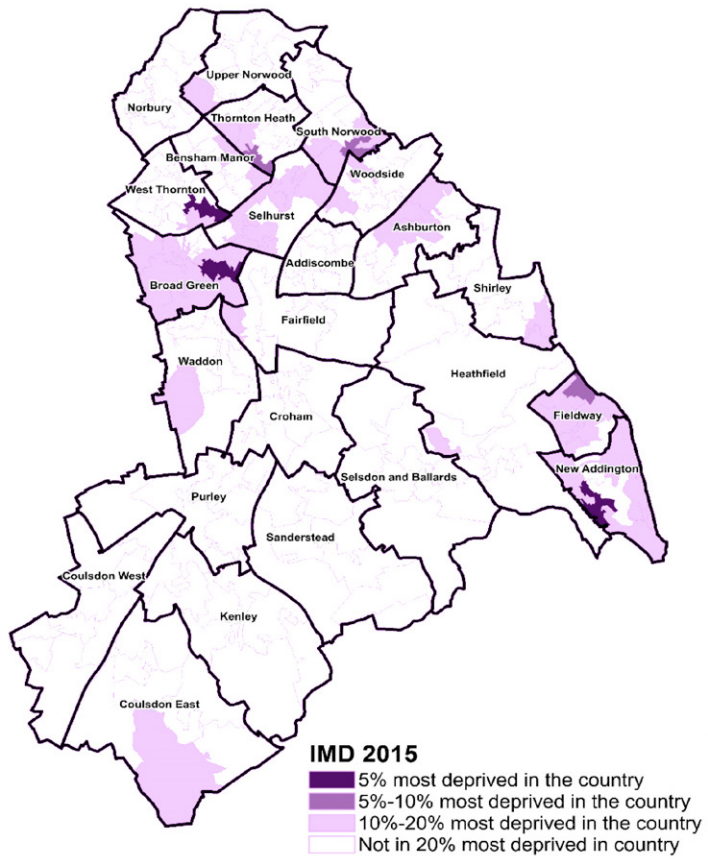 Upper Norwood
Norbury
Thornton Heath
South Norwood
Bensham Manor
Woodside
West Thornton
Selhurst
Ashburton
Addiscombe
Broad Green
Shirley
Fairfield
Waddon
Heathfield
Croham
Fieldway
New Addington
Selsdon and Ballards
Purley
Sanderstead
Coulsdon West
Kenley
Coulsdon East
IMD 2015
5% most deprived in the country
5%-10% most deprived in the country
10%-20% most deprived in the country
Not in 20% most deprived in country